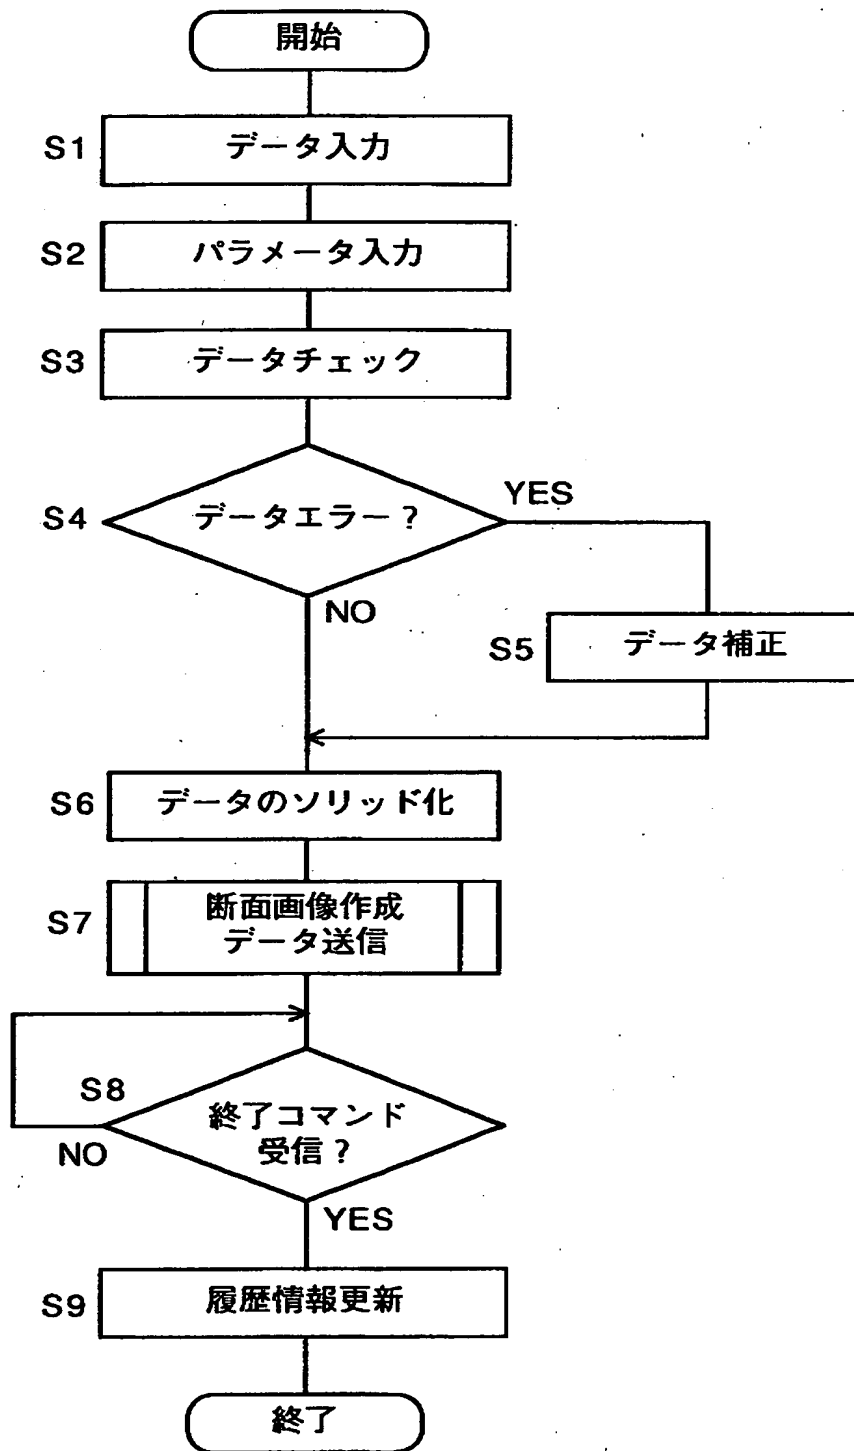 開始
S1
データ入力
S2
パラメータ入力
S3
データチェック
S4
データエラー?
YES
NO
S5
データ補正
S6
データのソリッド化
S7
断面画像作成
データ送信
S8
終了コマンド
受信?
NO
YES
S9
履歴情報更新
終了